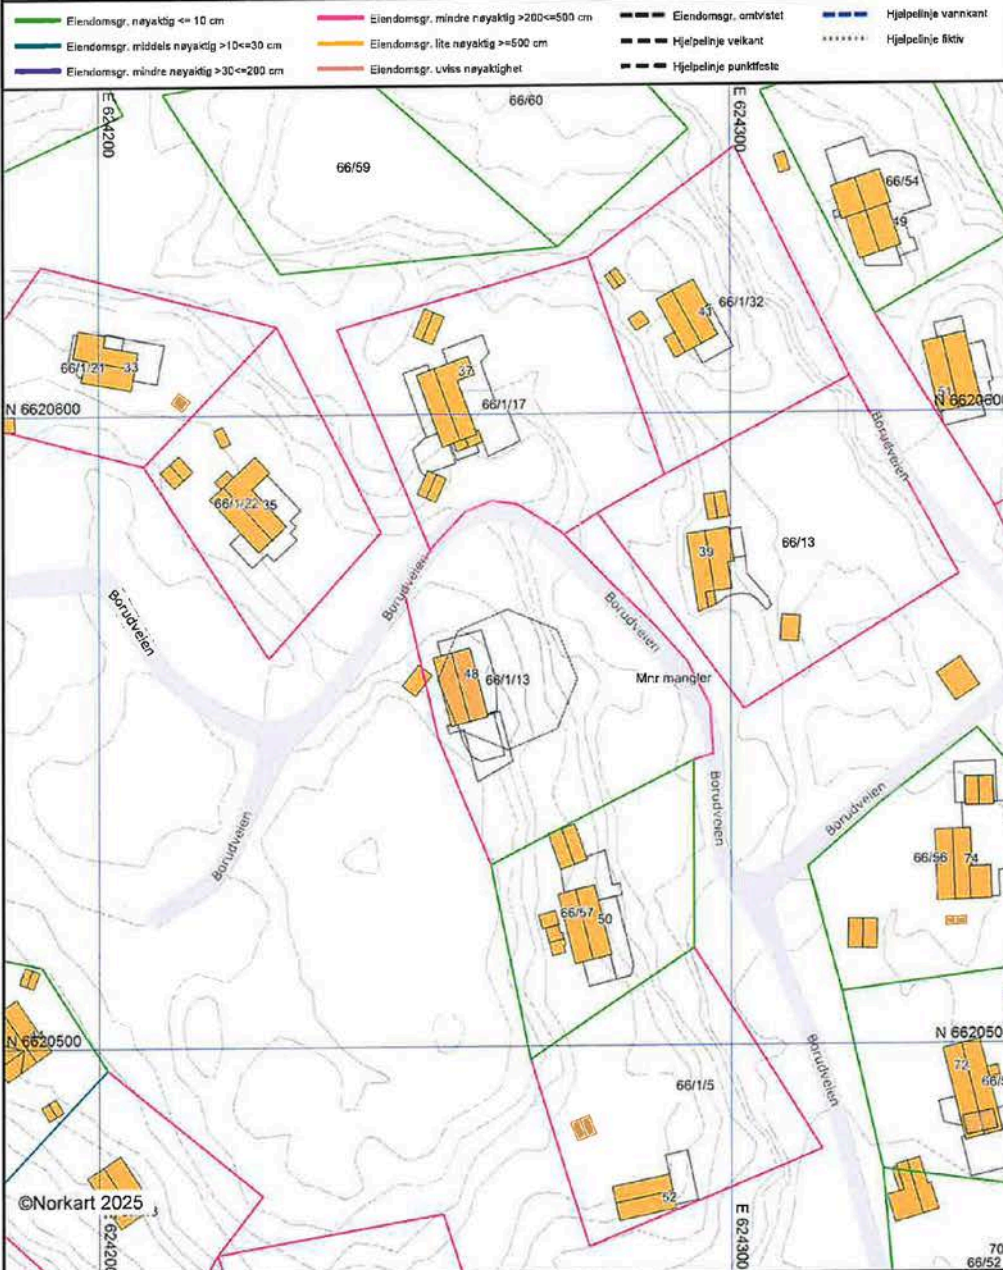 Eiendomsgr. nøyaktig <= 10 cm
Eiendomsgr. middels nøyaktig >10<=30 cm
Eiendomsgr. mindre nøyaktig >30<=200 cm
Eiendomsgr. mindre nøyaktig >200<=500 cm
Eiendomsgr. lite nøyaktig >=500 cm
Eiendomsgr. uviss nøyaktighet
Eiendomsgr. omtvistet
Hjelpelinje veikant
Hjelpelinje punktfeste
Hjelpelinje vannkant
Hjelpelinje fiktiv
E 624200
66/60
E 624300
66/59
66/54
49
43
66/1/32
66/1/21
33
37
66/1/17
51
N 6620600
N 6620600
Borudveien
66/1/22
35
39
66/13
Borudveien
Borudveien
Borudveien
48
66/1/13
Mnr mangler
Borudveien
Borudveien
Borudveien
66/56
74
66/57
50
N 6620500
N 662050
Borudveien
72
66/1/5
52
©Norkart 2025
E 624200
E 624300
70
66/52